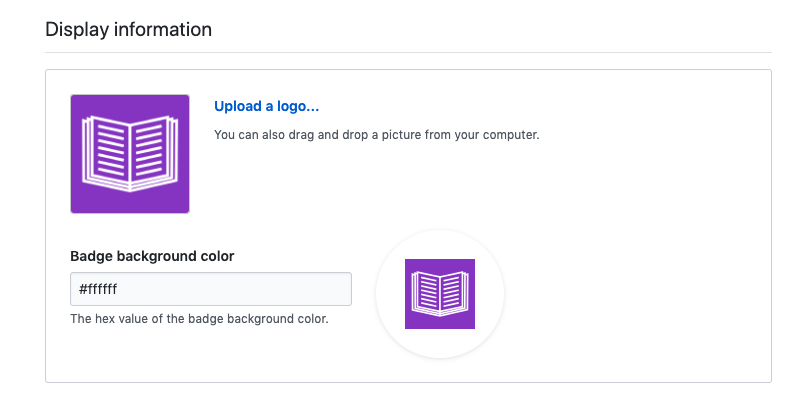 Display information
Upload a logo...
You can also drag and drop a picture from your computer.
Badge background color
#ffffff
The hex value of the badge background color.